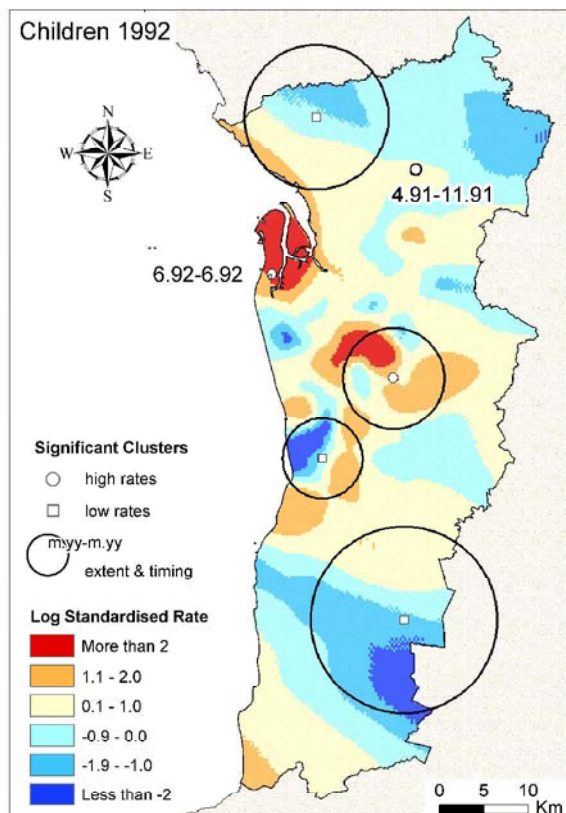 Children 1992
N
W E
S
4.91-11.91
6.92-6.92
Significant Clusters
high rates
low rates
m.yy-m.yy
extent & timing
Log Standardised Rate
More than 2
1.1 - 2.0
0.1 - 1.0
-0.9 - 0.0
-1.9 - -1.0
Less than -2
0 5 10
Km